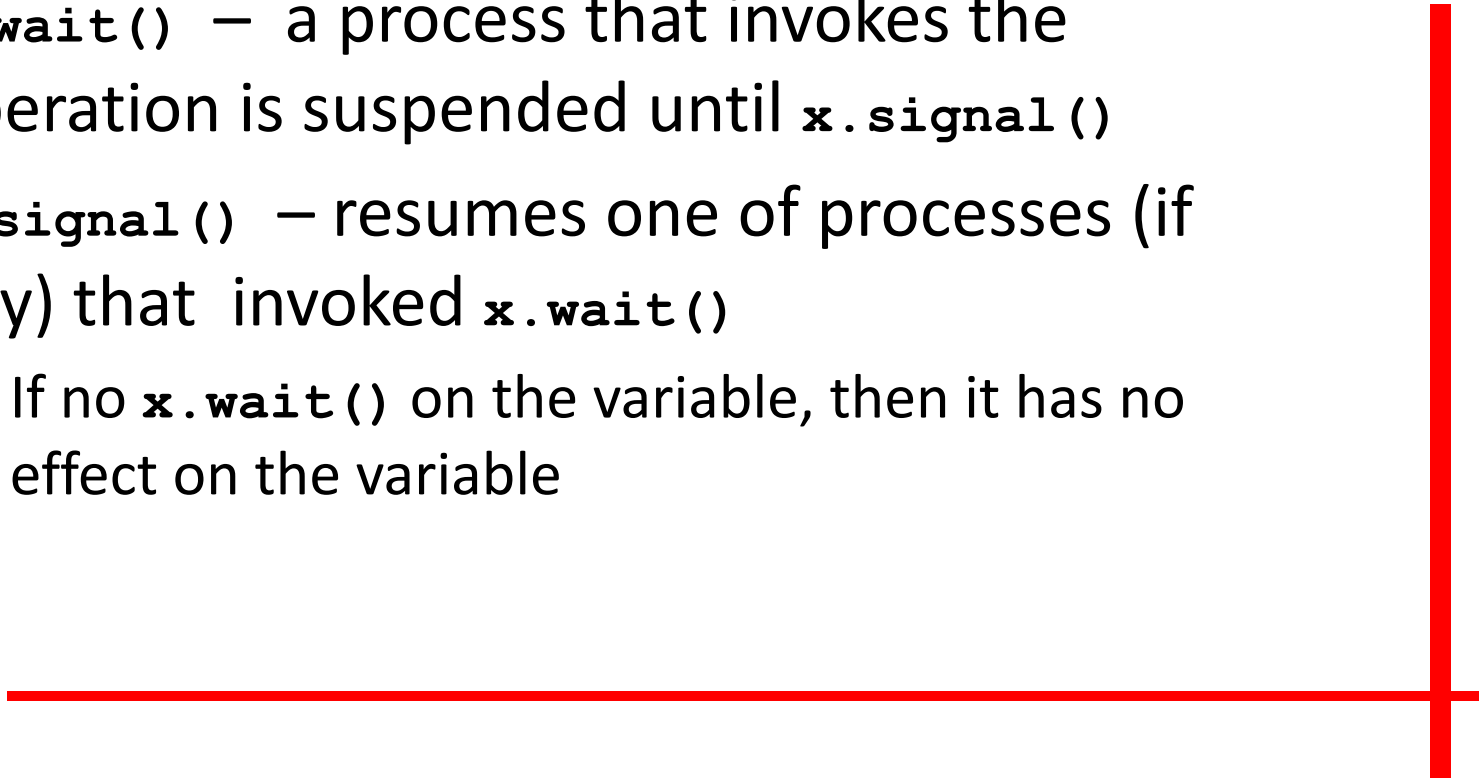 wait() – a process that invokes the
peration is suspended until x.signal()
signal() – resumes one of processes (if
y) that invoked x.wait()
If no x.wait() on the variable, then it has no
effect on the variable